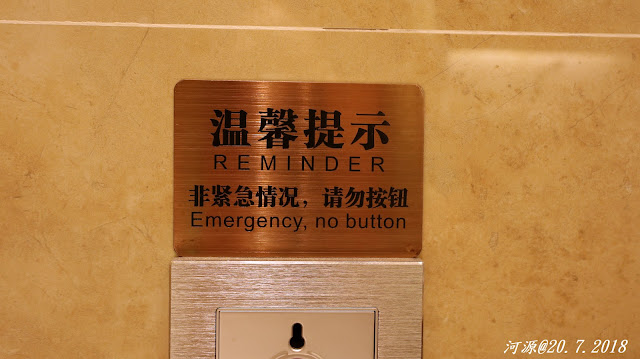 温馨提示
REMINDER
非紧急情况，请勿按钮
Emergency, no button
河源@20.7.2018